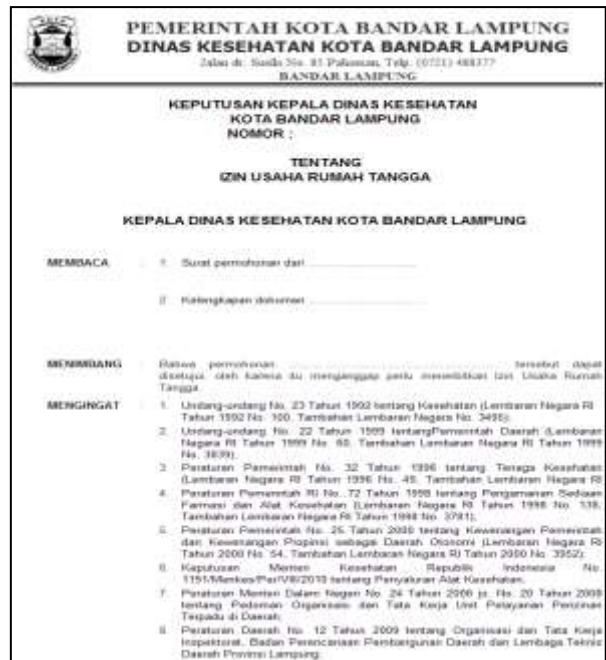 PEMERINTAH KOTA BANDAR LAMPUNG
DINAS KESEHATAN KOTA BANDAR LAMPUNG
Jalan dr. Susilo No. 85 Pahoman, Telp. (0721) 488377
BANDAR LAMPUNG
KEPUTUSAN KEPALA DINAS KESEHATAN
KOTA BANDAR LAMPUNG
NOMOR :
TENTANG
IZIN USAHA RUMAH TANGGA
KEPALA DINAS KESEHATAN KOTA BANDAR LAMPUNG
MEMBACA : 1. Surat permohonan dari ..............................
2. Kelengkapan dokumen ..............................
MENIMBANG : Bahwa permohonan .............................. tersebut dapat
disetujui, oleh karena itu menganggap perlu menerbitkan Izin Usaha Rumah
Tangga.
MENGINGAT : 1. Undang-undang No. 23 Tahun 1992 tentang Kesehatan (Lembaran Negara RI
Tahun 1992 No. 100. Tambahan Lembaran Negara No. 3495);
2. Undang-undang No. 22 Tahun 1999 tentangPemerintah Daerah (Lembaran
Nagara RI Tahun 1999 No. 60. Tambahan Lembaran Negara RI Tahun 1999
No. 3839);
3. Peraturan Pemerintah No. 32 Tahun 1996 tentang Tenaga Kesehatan
(Lembaran Negara RI Tahun 1996 No. 49. Tambahan Lembaran Negara RI
4. Peraturan Pemerintah RI No. 72 Tahun 1998 tentang Pengamanan Sediaan
Farmasi dan Alat Kesehatan (Lembaran Negara RI Tahun 1998 No. 138,
Tambahan Lembaran Negara RI Tahun 1998 No. 3781);
5. Peraturan Pemerintah No. 25 Tahun 2000 tentang Kewenangan Pemerintah
dan Kewenangan Propinsi sebagai Daerah Otonomi (Lembaran Negara RI
Tahun 2000 No. 54. Tambahan Lembaran Negara RI Tahun 2000 No. 3952);
6. Keputusan Menteri Kesehatan Republik Indonesia No.
1191/Menkes/Per/VIII/2010 tentang Penyaluran Alat Kesehatan.
7. Peraturan Menteri Dalam Negeri No. 24 Tahun 2006 jo. No. 20 Tahun 2008
tentang Pedoman Organisasi dan Tata Kerja Unit Pelayanan Perizinan
Terpadu di Daerah;
8. Peraturan Daerah No. 12 Tahun 2009 tentang Organisasi dan Tata Kerja
Inspektorat, Badan Perencanaan Pembangunan Daerah dan Lembaga Teknis
Daerah Provinsi Lampung;